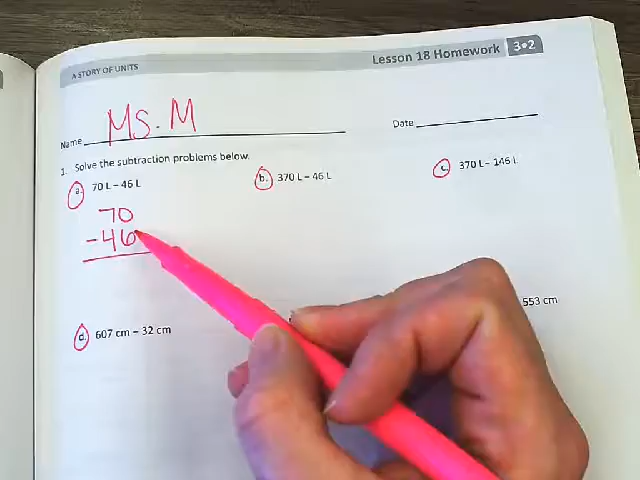 A STORY OF UNITS
Lesson 18 Homework 3•2
Name MS. M
Date
1. Solve the subtraction problems below.
a. 70 L – 46 L
b. 370 L – 46 L
c. 370 L – 146 L
70
-46
d. 607 cm – 32 cm
553 cm